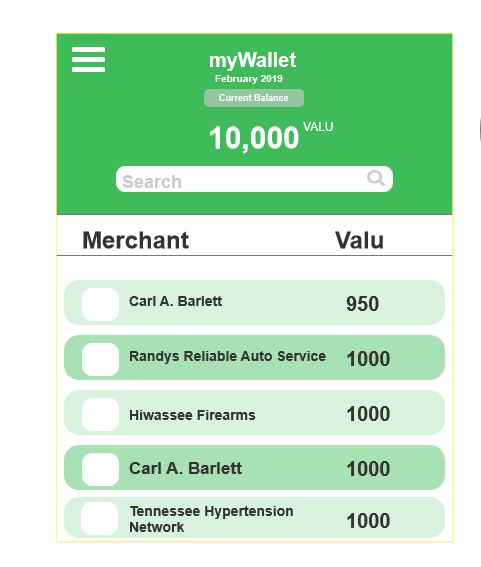 myWallet
February 2019
Current Balance
10,000 VALU
Search
Merchant Valu
Carl A. Barlett 950
Randys Reliable Auto Service 1000
Hiwassee Firearms 1000
Carl A. Barlett 1000
Tennessee Hypertension
Network 1000